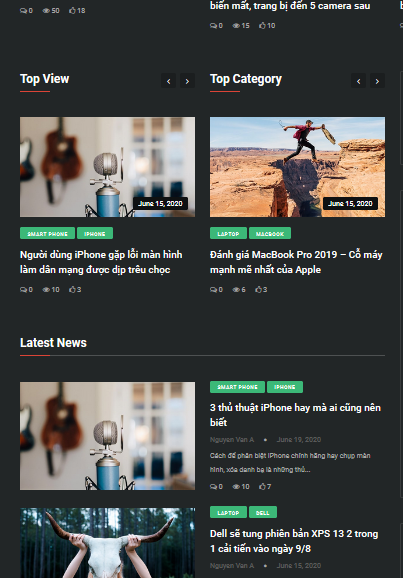 0 50 18
biến mất, trang bị đến 5 camera sau
0 15 10
Top View
Top Category
June 15, 2020
June 15, 2020
SMART PHONE IPHONE
Người dùng iPhone gặp lỗi màn hình
làm dân mạng được dịp trêu chọc
0 10 3
LAPTOP MACBOOK
Đánh giá MacBook Pro 2019 – Cỗ máy
mạnh mẽ nhất của Apple
0 6 3
Latest News
SMART PHONE IPHONE
3 thủ thuật iPhone hay mà ai cũng nên
biết
Nguyen Van A • June 19, 2020
Cách để phân biệt iPhone chính hãng hay chụp màn
hình, xóa danh bạ là những thủ...
0 10 7
LAPTOP DELL
Dell sẽ tung phiên bản XPS 13 2 trong
1 cải tiến vào ngày 9/8
Nguyen Van A • June 15, 2020